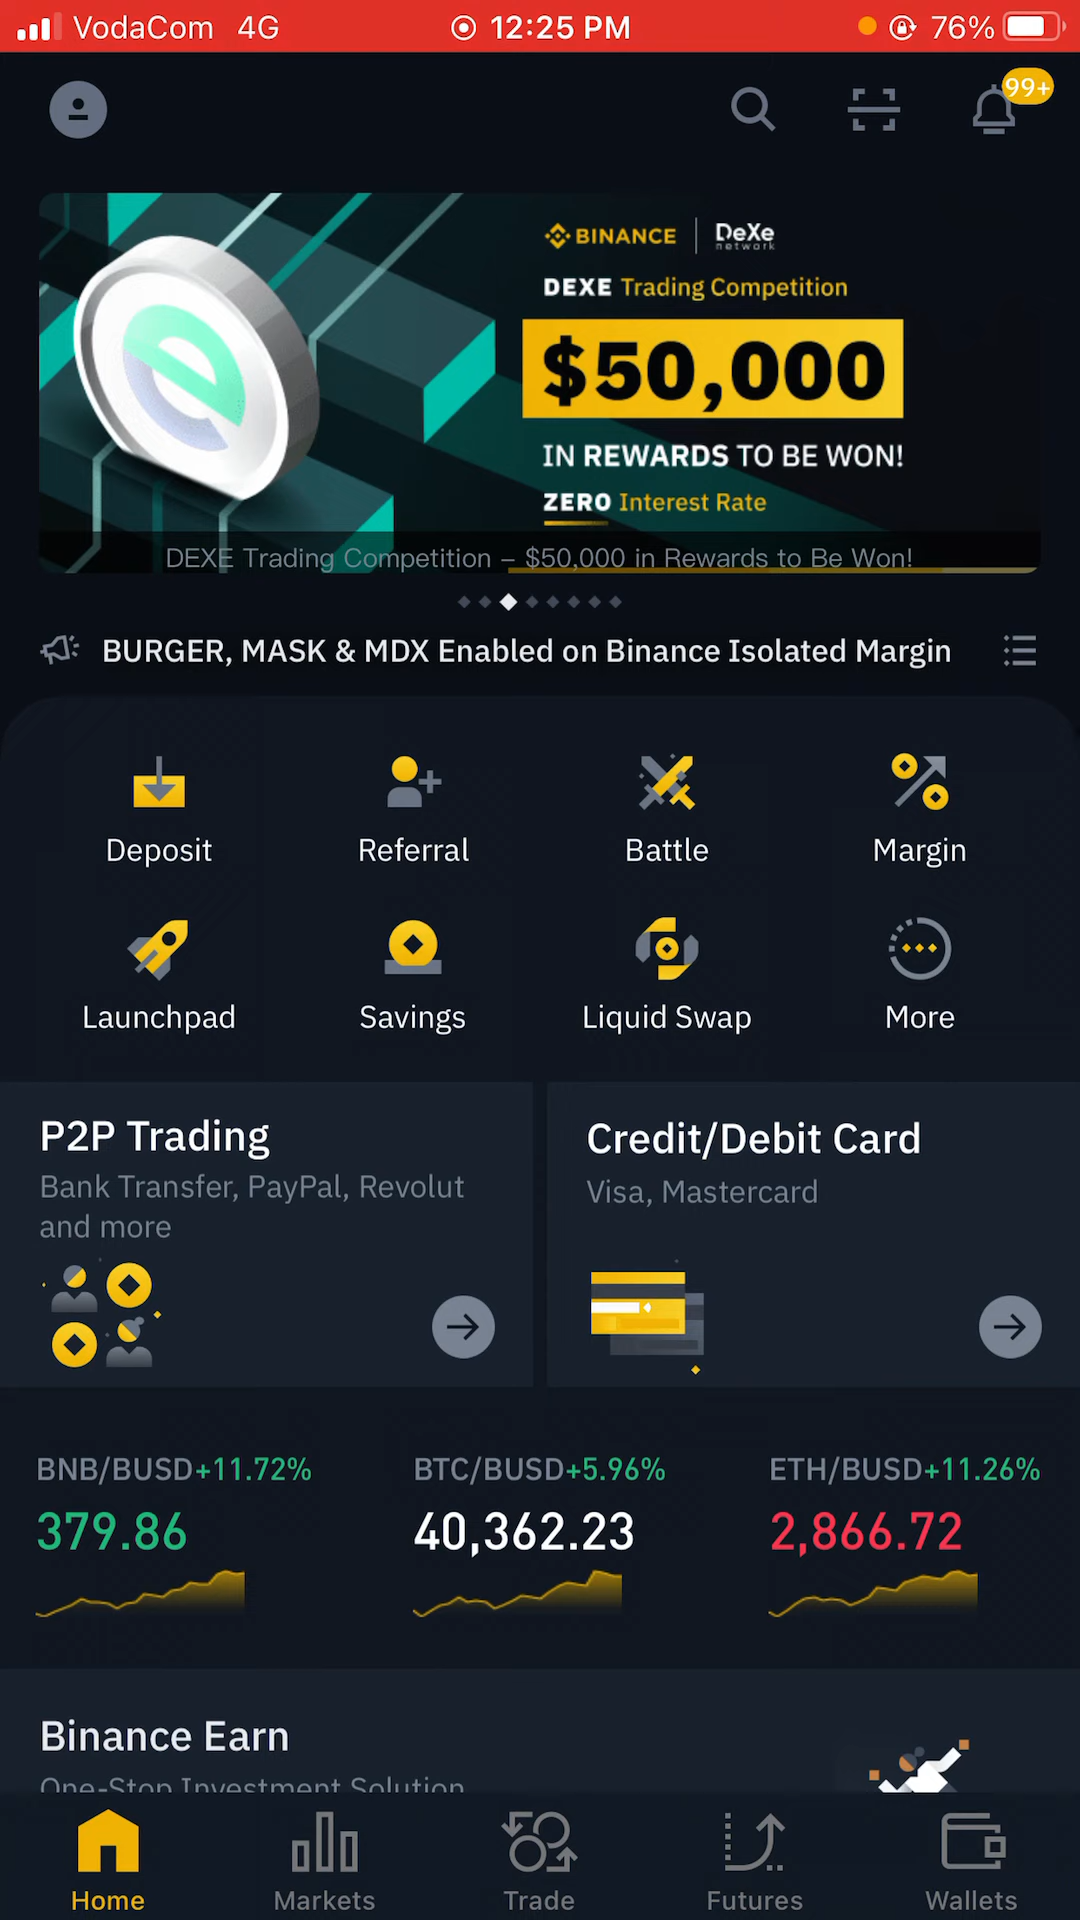 VodaCom 4G 12:25 PM 76%
99+
BINANCE | DeXe network
DEXE Trading Competition
$50,000
IN REWARDS TO BE WON!
ZERO Interest Rate
DEXE Trading Competition – $50,000 in Rewards to Be Won!
BURGER, MASK & MDX Enabled on Binance Isolated Margin
Deposit Referral Battle Margin
Launchpad Savings Liquid Swap More
P2P Trading
Bank Transfer, PayPal, Revolut
and more
Credit/Debit Card
Visa, Mastercard
BNB/BUSD+11.72% BTC/BUSD+5.96% ETH/BUSD+11.26%
379.86 40,362.23 2,866.72
Binance Earn
One-Stop Investment Solution
Home Markets Trade Futures Wallets